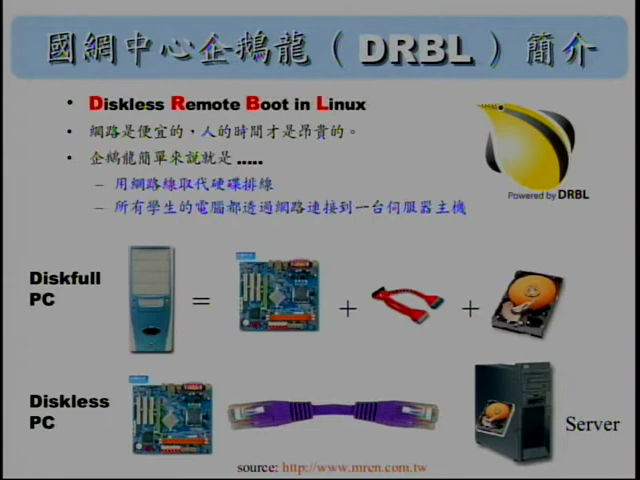 國網中心企鵝龍（DRBL）簡介
• Diskless Remote Boot in Linux
• 網路是便宜的，人的時間才是昂貴的。
• 企鵝龍簡單來說就是.....
– 用網路線取代硬碟排線
– 所有學生的電腦都透過網路連接到一台伺服器主機
Powered by DRBL
Diskfull
PC
=
+
+
Diskless
PC
Server
source: http://www.mren.com.tw